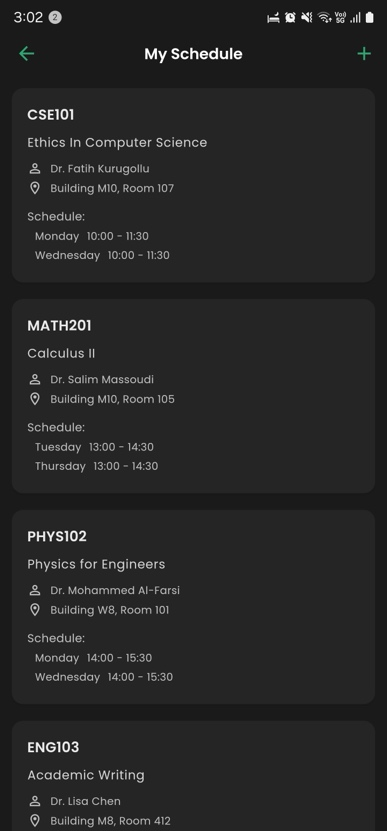 3:02 2
Vo))
5G
My Schedule
CSE101
Ethics In Computer Science
Dr. Fatih Kurugollu
Building M10, Room 107
Schedule:
Monday 10:00 - 11:30
Wednesday 10:00 - 11:30
MATH201
Calculus II
Dr. Salim Massoudi
Building M10, Room 105
Schedule:
Tuesday 13:00 - 14:30
Thursday 13:00 - 14:30
PHYS102
Physics for Engineers
Dr. Mohammed Al-Farsi
Building W8, Room 101
Schedule:
Monday 14:00 - 15:30
Wednesday 14:00 - 15:30
ENG103
Academic Writing
Dr. Lisa Chen
Building M8, Room 412